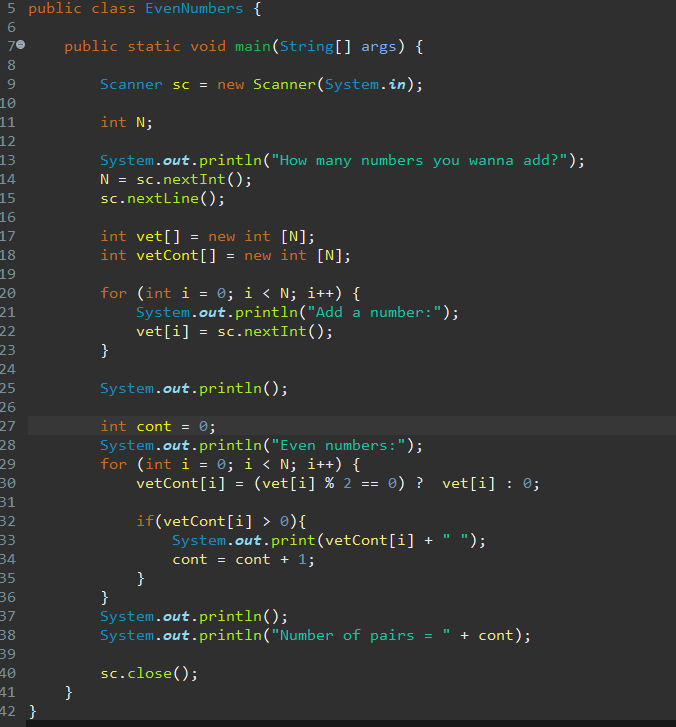 5 public class EvenNumbers {
6
7 public static void main(String[] args) {
8
9 Scanner sc = new Scanner(System.in);
10
11 int N;
12
13 System.out.println("How many numbers you wanna add?");
14 N = sc.nextInt();
15 sc.nextLine();
16
17 int vet[] = new int [N];
18 int vetCont[] = new int [N];
19
20 for (int i = 0; i < N; i++) {
21 System.out.println("Add a number:");
22 vet[i] = sc.nextInt();
23 }
24
25 System.out.println();
26
27 int cont = 0;
28 System.out.println("Even numbers:");
29 for (int i = 0; i < N; i++) {
30 vetCont[i] = (vet[i] % 2 == 0) ?  vet[i] : 0;
31
32 if(vetCont[i] > 0){
33 System.out.print(vetCont[i] + " ");
34 cont = cont + 1;
35 }
36 }
37 System.out.println();
38 System.out.println("Number of pairs = " + cont);
39
40 sc.close();
41 }
42 }